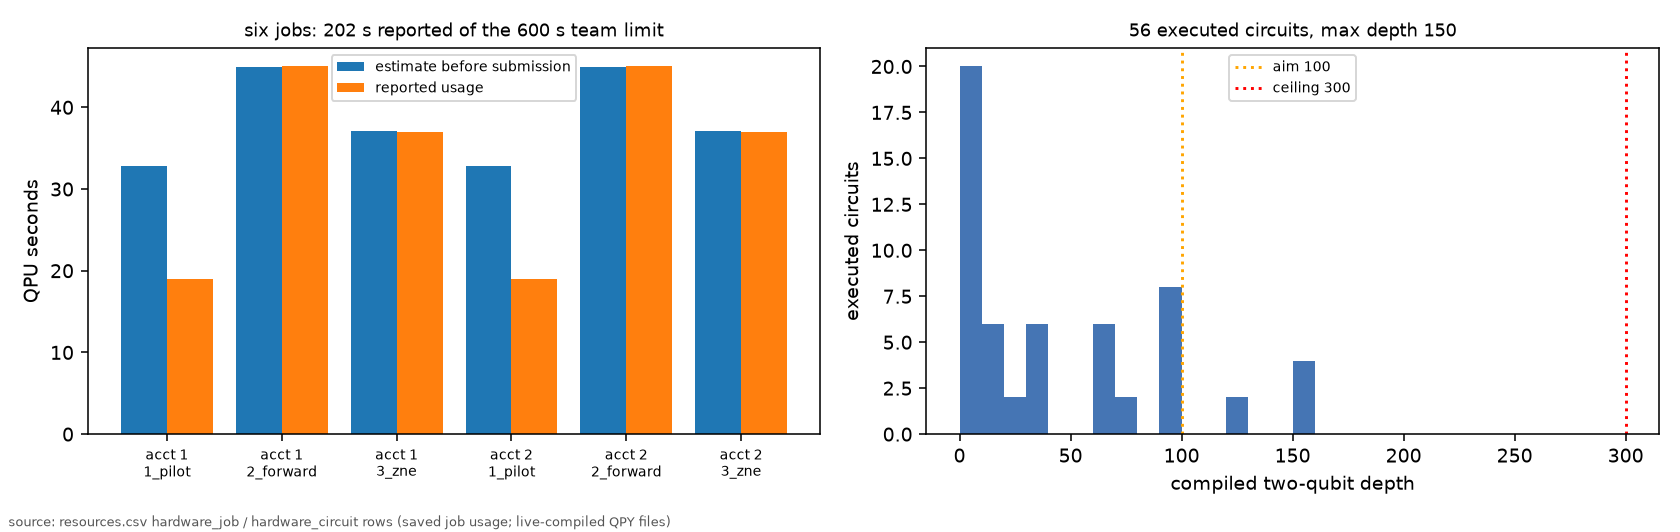 six jobs: 202 s reported of the 600 s team limit
estimate before submission
reported usage
QPU seconds
40
30
20
10
0
acct 1
1_pilot
acct 1
2_forward
acct 1
3_zne
acct 2
1_pilot
acct 2
2_forward
acct 2
3_zne
56 executed circuits, max depth 150
aim 100
ceiling 300
executed circuits
20.0
17.5
15.0
12.5
10.0
7.5
5.0
2.5
0.0
0 50 100 150 200 250 300
compiled two-qubit depth
source: resources.csv hardware_job / hardware_circuit rows (saved job usage; live-compiled QPY files)